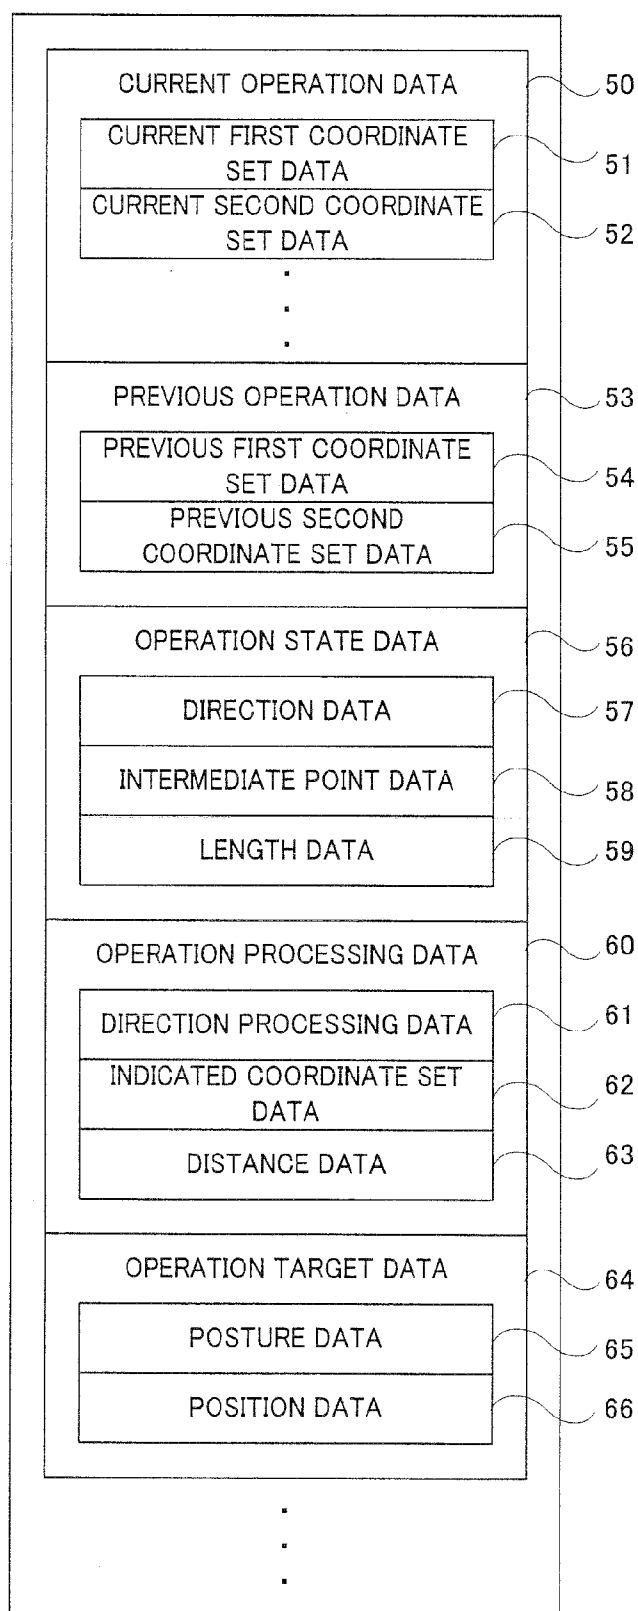 CURRENT OPERATION DATA 50
CURRENT FIRST COORDINATE
SET DATA 51
CURRENT SECOND COORDINATE
SET DATA 52
PREVIOUS OPERATION DATA 53
PREVIOUS FIRST COORDINATE
SET DATA 54
PREVIOUS SECOND
COORDINATE SET DATA 55
OPERATION STATE DATA 56
DIRECTION DATA 57
INTERMEDIATE POINT DATA 58
LENGTH DATA 59
OPERATION PROCESSING DATA 60
DIRECTION PROCESSING DATA 61
INDICATED COORDINATE SET
DATA 62
DISTANCE DATA 63
OPERATION TARGET DATA 64
POSTURE DATA 65
POSITION DATA 66